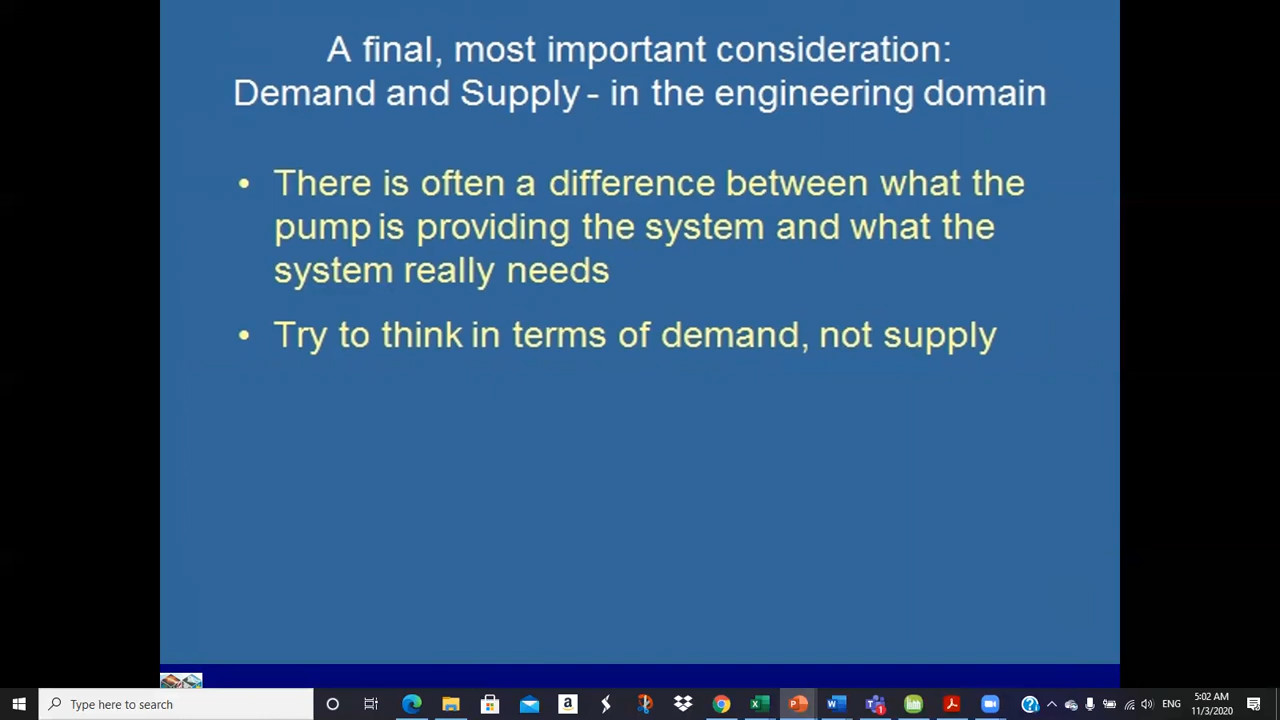 A final, most important consideration:
Demand and Supply - in the engineering domain
• There is often a difference between what the
pump is providing the system and what the
system really needs
• Try to think in terms of demand, not supply
Type here to search
ENG
5:02 AM
11/3/2020